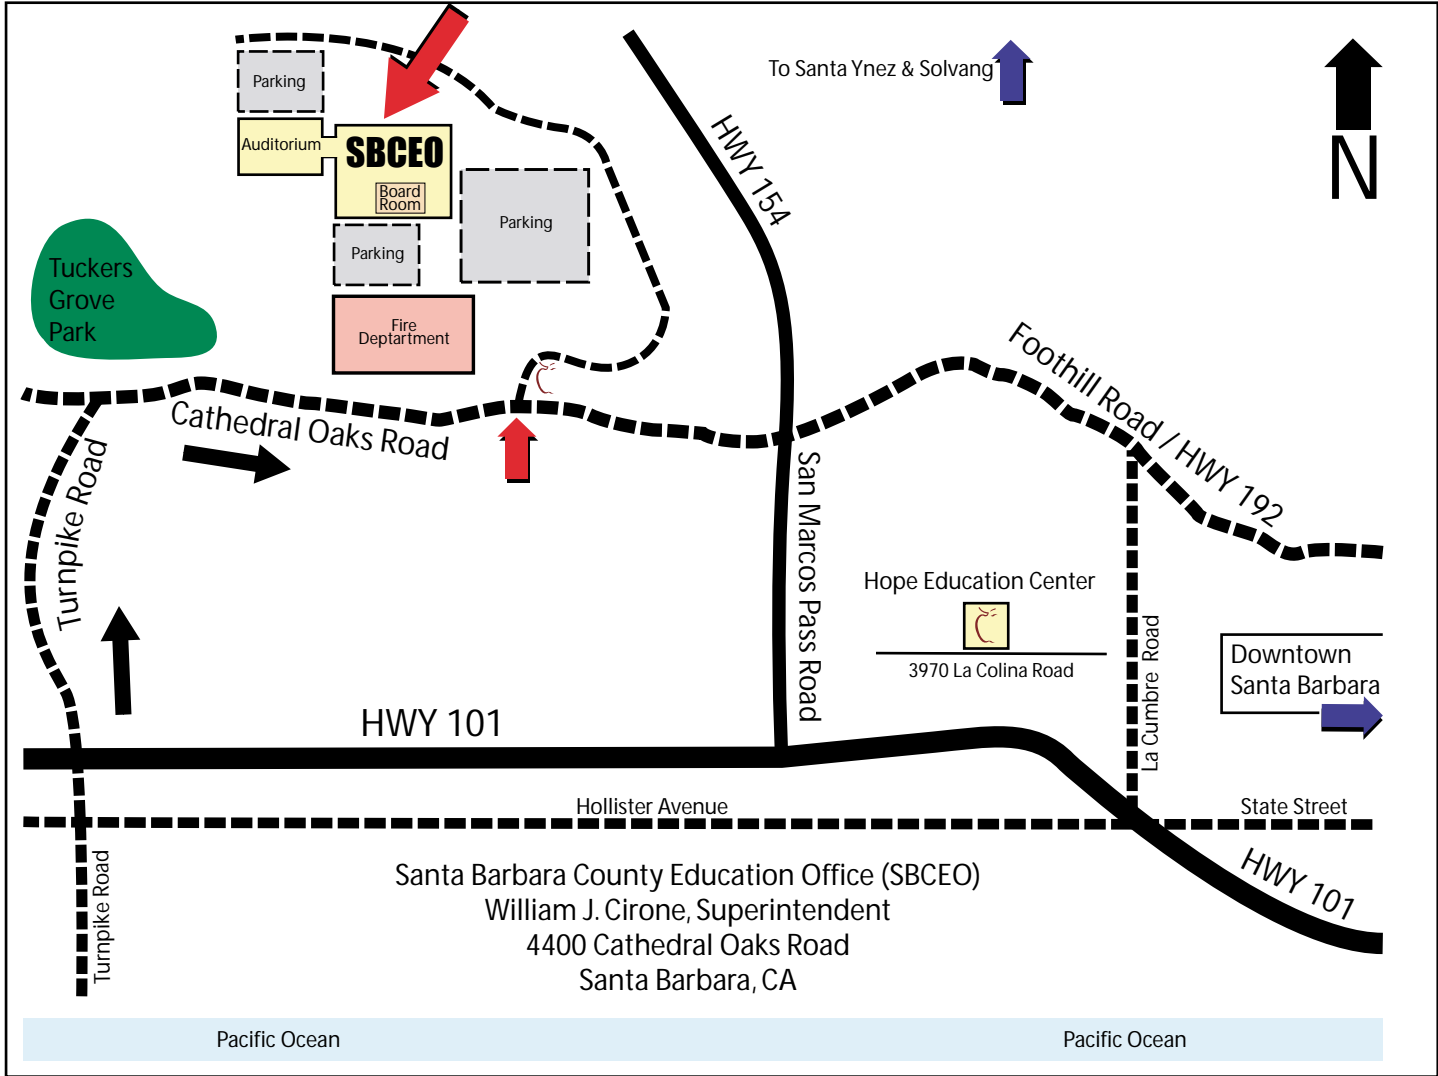 To Santa Ynez & Solvang
N
Parking
Auditorium
SBCEO
Board
Room
Parking
Parking
HWY 154
Tuckers
Grove
Park
Fire
Deptartment
Foothill Road / HWY 192
Cathedral Oaks Road
Turnpike Road
San Marcos Pass Road
Hope Education Center
3970 La Colina Road
La Cumbre Road
Downtown
Santa Barbara
HWY 101
Hollister Avenue
State Street
HWY 101
Turnpike Road
Santa Barbara County Education Office (SBCEO)
William J. Cirone, Superintendent
4400 Cathedral Oaks Road
Santa Barbara, CA
Pacific Ocean
Pacific Ocean